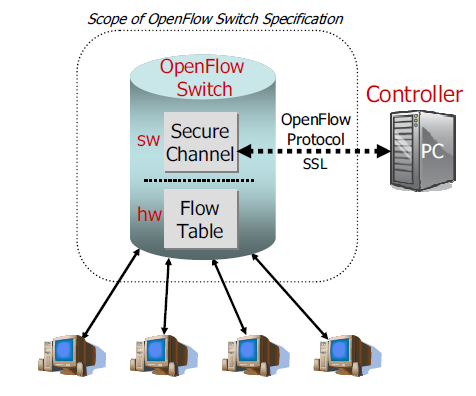 Scope of OpenFlow Switch Specification
OpenFlow
Switch
Controller
OpenFlow
Protocol
SSL
PC
sw
Secure
Channel
hw
Flow
Table